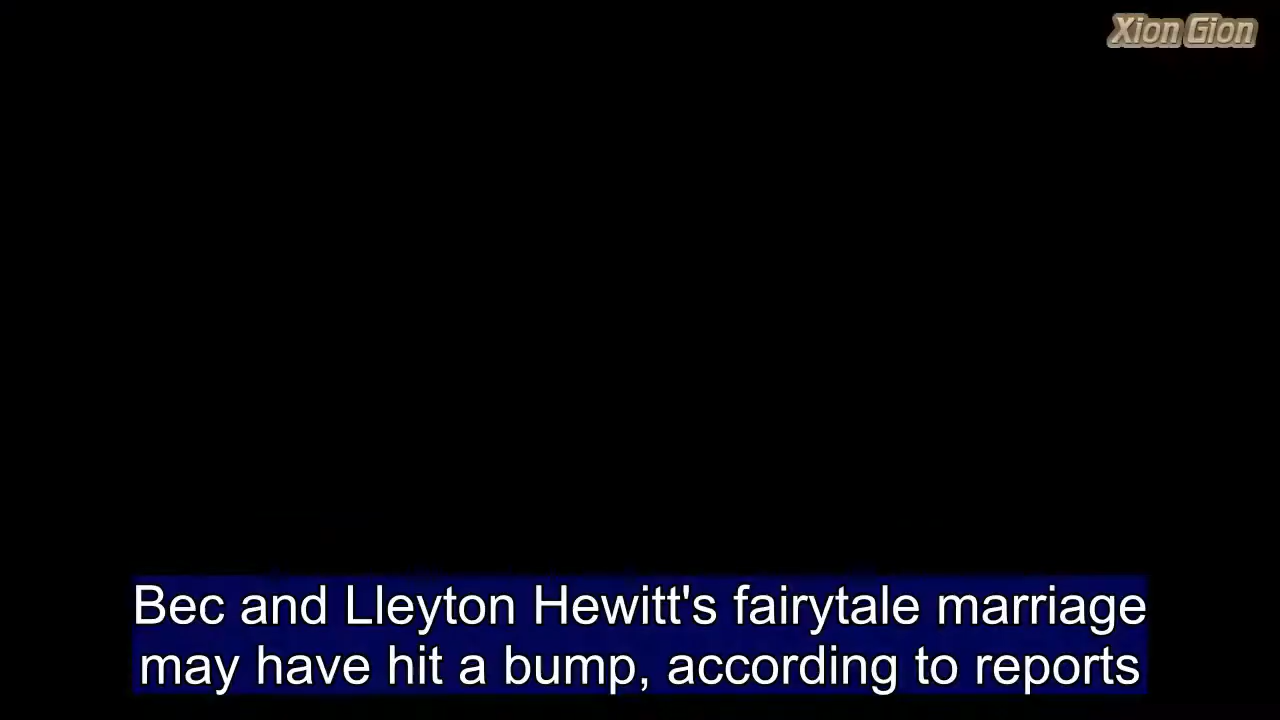 Xion Gion
Bec and Lleyton Hewitt's fairytale marriage
may have hit a bump, according to reports